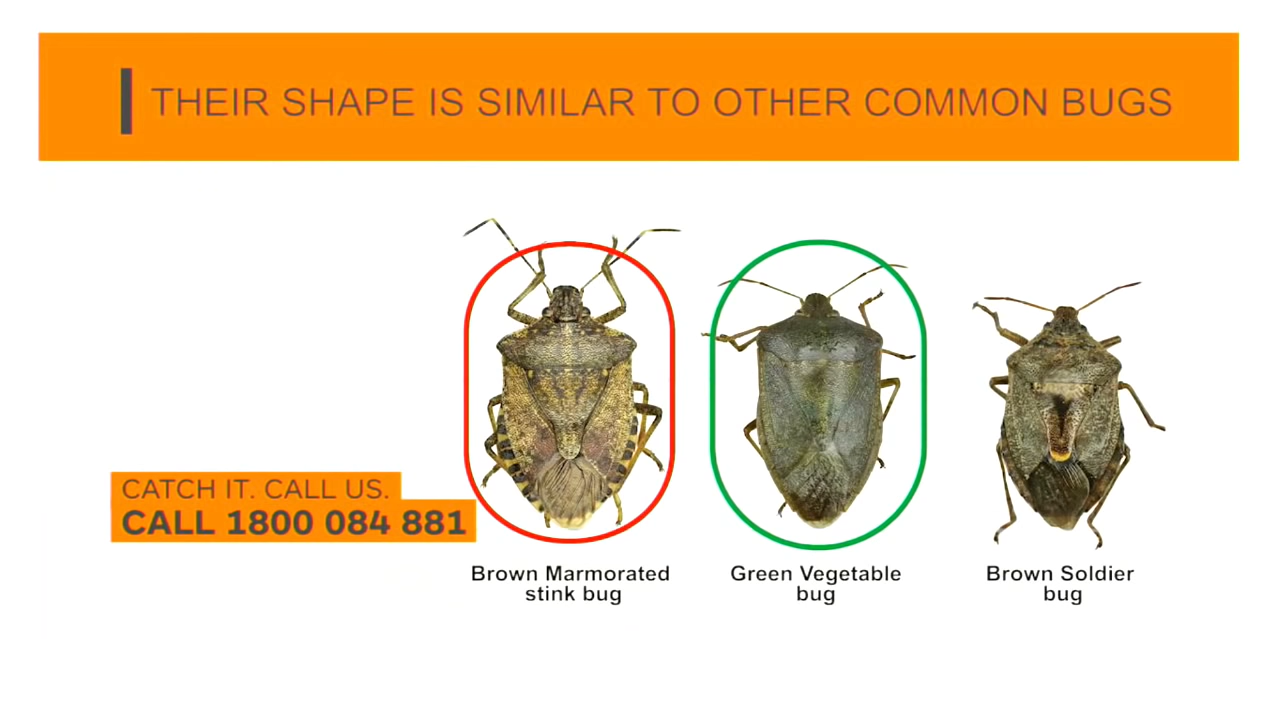 THEIR SHAPE IS SIMILAR TO OTHER COMMON BUGS
CATCH IT. CALL US.
CALL 1800 084 881
Brown Marmorated
stink bug
Green Vegetable
bug
Brown Soldier
bug